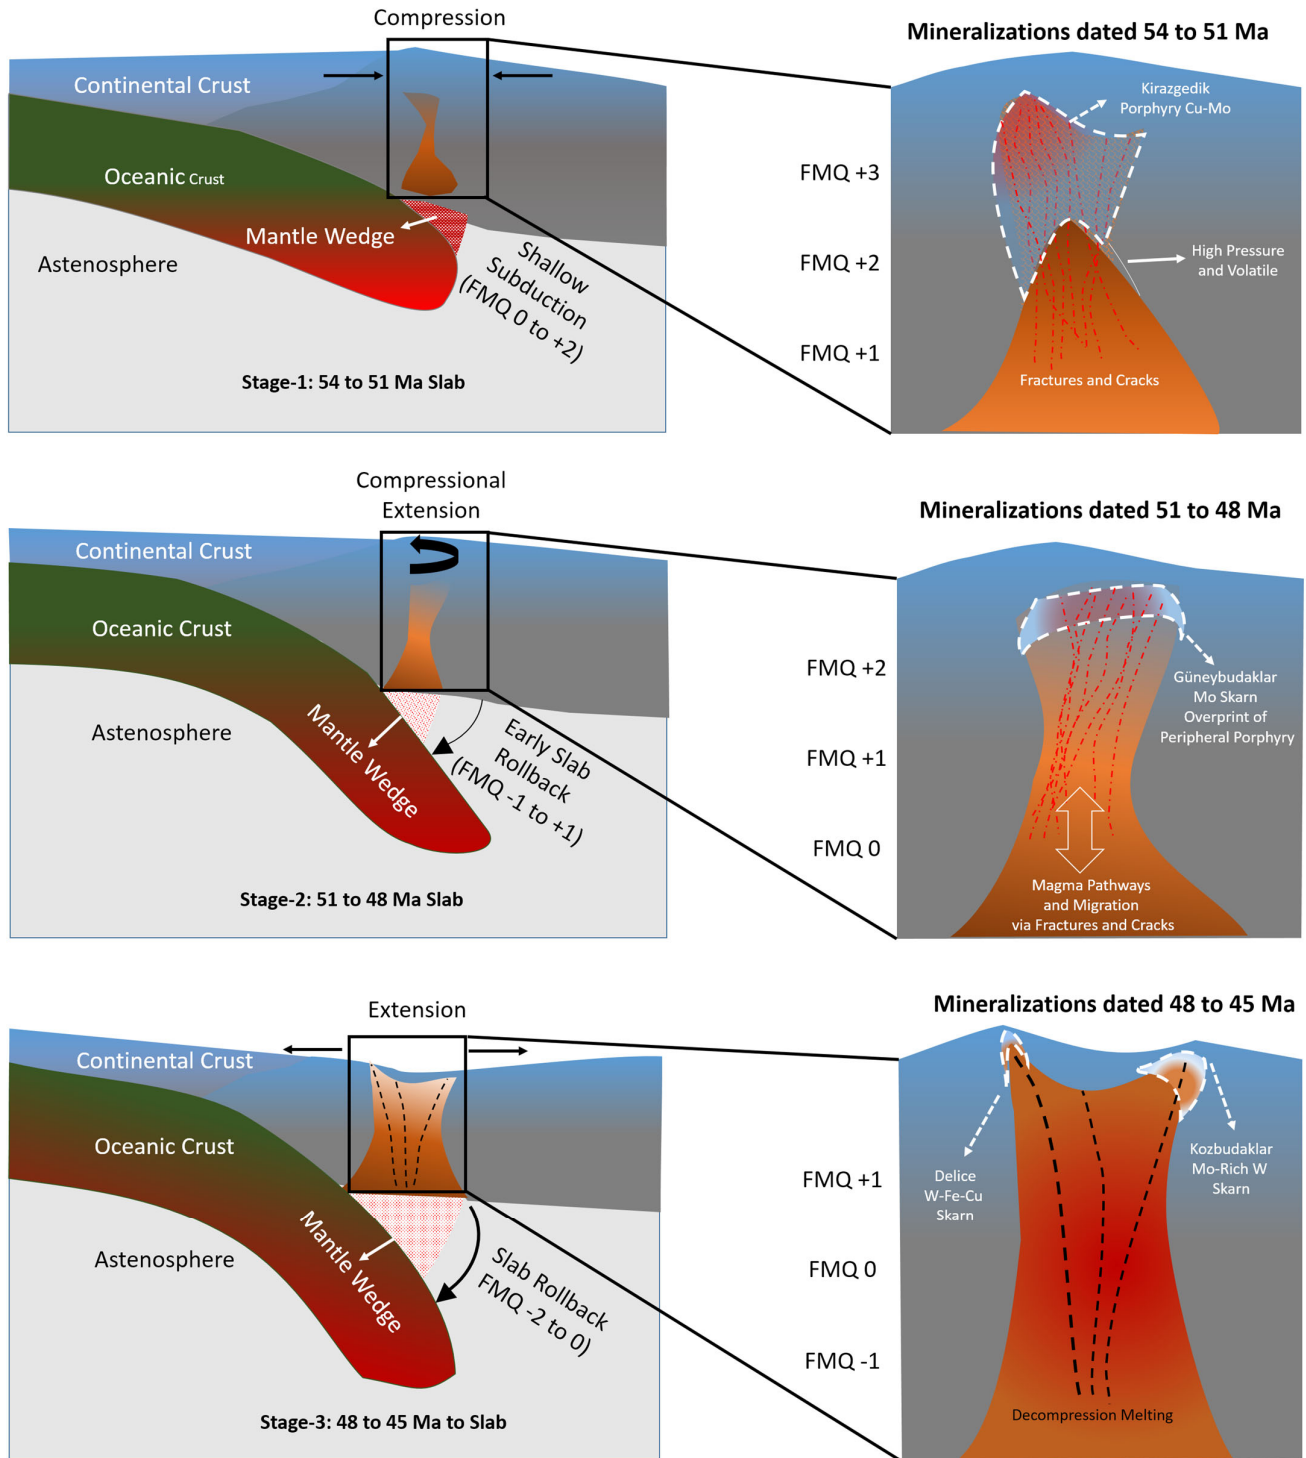 Compression
Continental Crust
Oceanic Crust
Mantle Wedge
Astenosphere
Shallow
Subduction
(FMQ 0 to +2)
Stage-1: 54 to 51 Ma Slab
Mineralizations dated 54 to 51 Ma
Kirazgedik
Porphyry Cu-Mo
FMQ +3
FMQ +2
High Pressure
and Volatile
FMQ +1
Fractures and Cracks
Compressional
Extension
Continental Crust
Oceanic Crust
Mantle Wedge
Astenosphere
Early Slab
Rollback
(FMQ -1 to +1)
Stage-2: 51 to 48 Ma Slab
Mineralizations dated 51 to 48 Ma
FMQ +2
Güneybudaklar
Mo Skarn
Overprint of
Peripheral Porphyry
FMQ +1
FMQ 0
Magma Pathways
and Migration
via Fractures and Cracks
Extension
Continental Crust
Oceanic Crust
Mantle Wedge
Astenosphere
Slab Rollback
FMQ -2 to 0)
Stage-3: 48 to 45 Ma to Slab
Mineralizations dated 48 to 45 Ma
FMQ +1
Delice
W-Fe-Cu
Skarn
Kozbudaklar
Mo-Rich W
Skarn
FMQ 0
FMQ -1
Decompression Melting